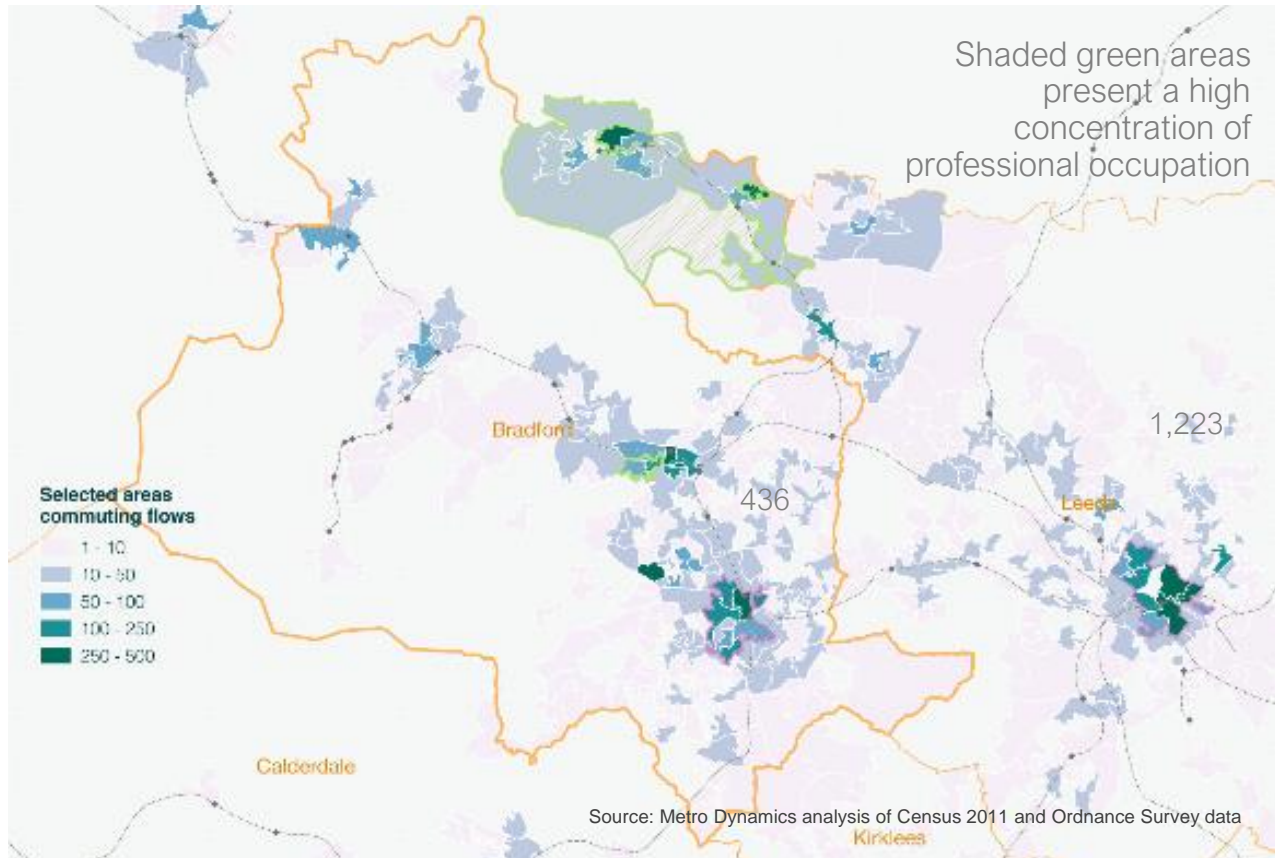 Shaded green areas
present a high
concentration of
professional occupation
1,223
Bradford
436
Leeds
Selected areas
commuting flows
1 - 10
10 - 50
50 - 100
100 - 250
250 - 500
Calderdale
Source: Metro Dynamics analysis of Census 2011 and Ordnance Survey data
Kirklees